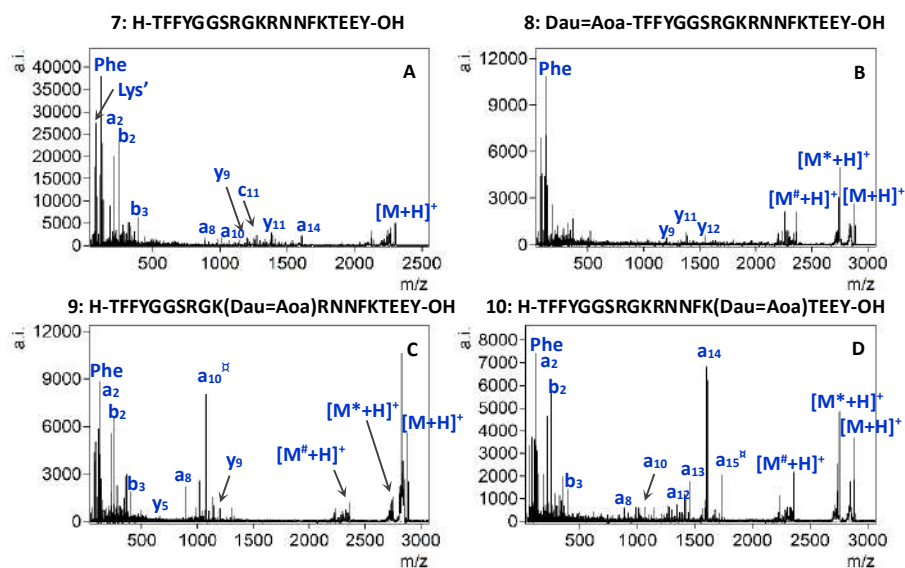 7: H-TFFYGGSRGKRNNFKTEEY-OH
8: Dau=Aoa-TFFYGGSRGKRNNFKTEEY-OH
a.i.
40000
35000
30000
25000
20000
15000
10000
5000
0
Phe
Lys’
a2
b2
b3
y9
c11
a8
a10
y11
a14
[M+H]+
A
500
1000
1500
2000
2500
m/z
a.i.
12000
9000
6000
3000
0
Phe
y9
y11
y12
[M#+H]+
[M*+H]+
[M+H]+
B
500
1000
1500
2000
2500
3000
m/z
9: H-TFFYGGSRGK(Dau=Aoa)RNNFKTEEY-OH
10: H-TFFYGGSRGKRNNFK(Dau=Aoa)TEEY-OH
a.i.
12000
9000
6000
3000
0
Phe
a2
b2
b3
y5
a8
a10¤
y9
[M#+H]+
[M*+H]+
[M+H]+
C
500
1000
1500
2000
2500
3000
m/z
a.i.
8000
7000
6000
5000
4000
3000
2000
1000
0
Phe
a2
b2
b3
a8
a10
a12
a13
a14
a15¤
[M#+H]+
[M*+H]+
[M+H]+
D
500
1000
1500
2000
2500
3000
m/z